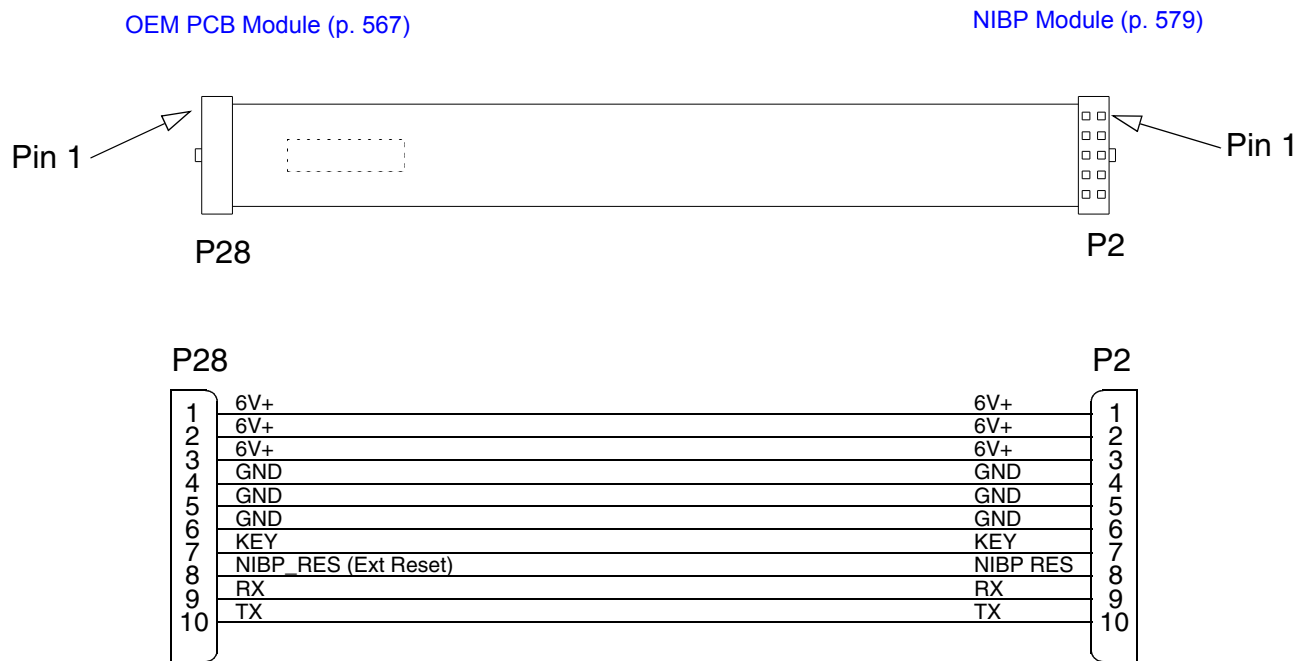 OEM PCB Module (p. 567)
NIBP Module (p. 579)
Pin 1
Pin 1
P28
P2
P28
P2
1 6V+ 6V+ 1
2 6V+ 6V+ 2
3 6V+ 6V+ 3
4 GND GND 4
5 GND GND 5
6 GND GND 6
7 KEY KEY 7
8 NIBP_RES (Ext Reset) NIBP RES 8
9 RX RX 9
10 TX TX 10